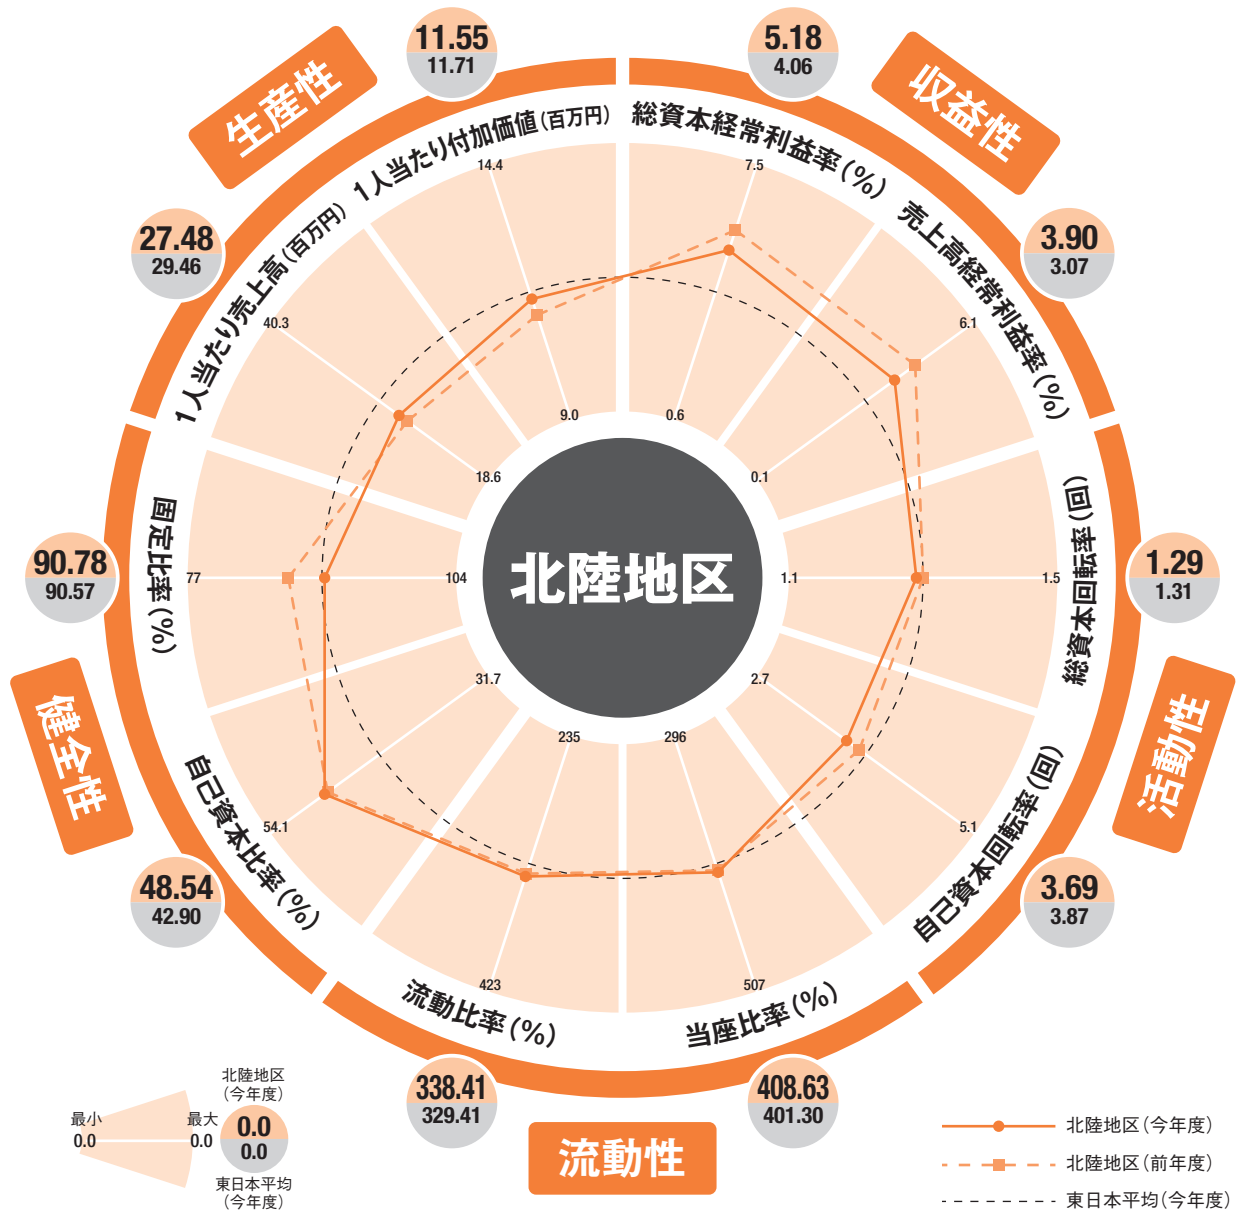 北陸地区
収益性
総資本経常利益率(%)
5.18
4.06
7.5
0.6
売上高経常利益率(%)
3.90
3.07
6.1
0.1
活動性
総資本回転率(回)
1.29
1.31
1.5
1.1
自己資本回転率(回)
3.69
3.87
5.1
2.7
流動性
当座比率(%)
408.63
401.30
507
296
流動比率(%)
338.41
329.41
423
235
健全性
自己資本比率(%)
48.54
42.90
54.1
31.7
固定比率(%)
90.78
90.57
77
104
生産性
1人当たり売上高(百万円)
27.48
29.46
40.3
18.6
1人当たり付加価値(百万円)
11.55
11.71
14.4
9.0
北陸地区
(今年度)
最小
0.0
最大
0.0
0.0
0.0
東日本平均
(今年度)
北陸地区(今年度)
北陸地区(前年度)
東日本平均(今年度)